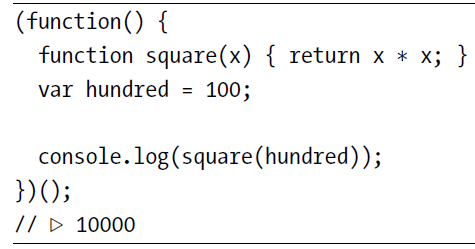 (function() {
  function square(x) { return x * x; }
  var hundred = 100;

  console.log(square(hundred));
})();
// ▷ 10000